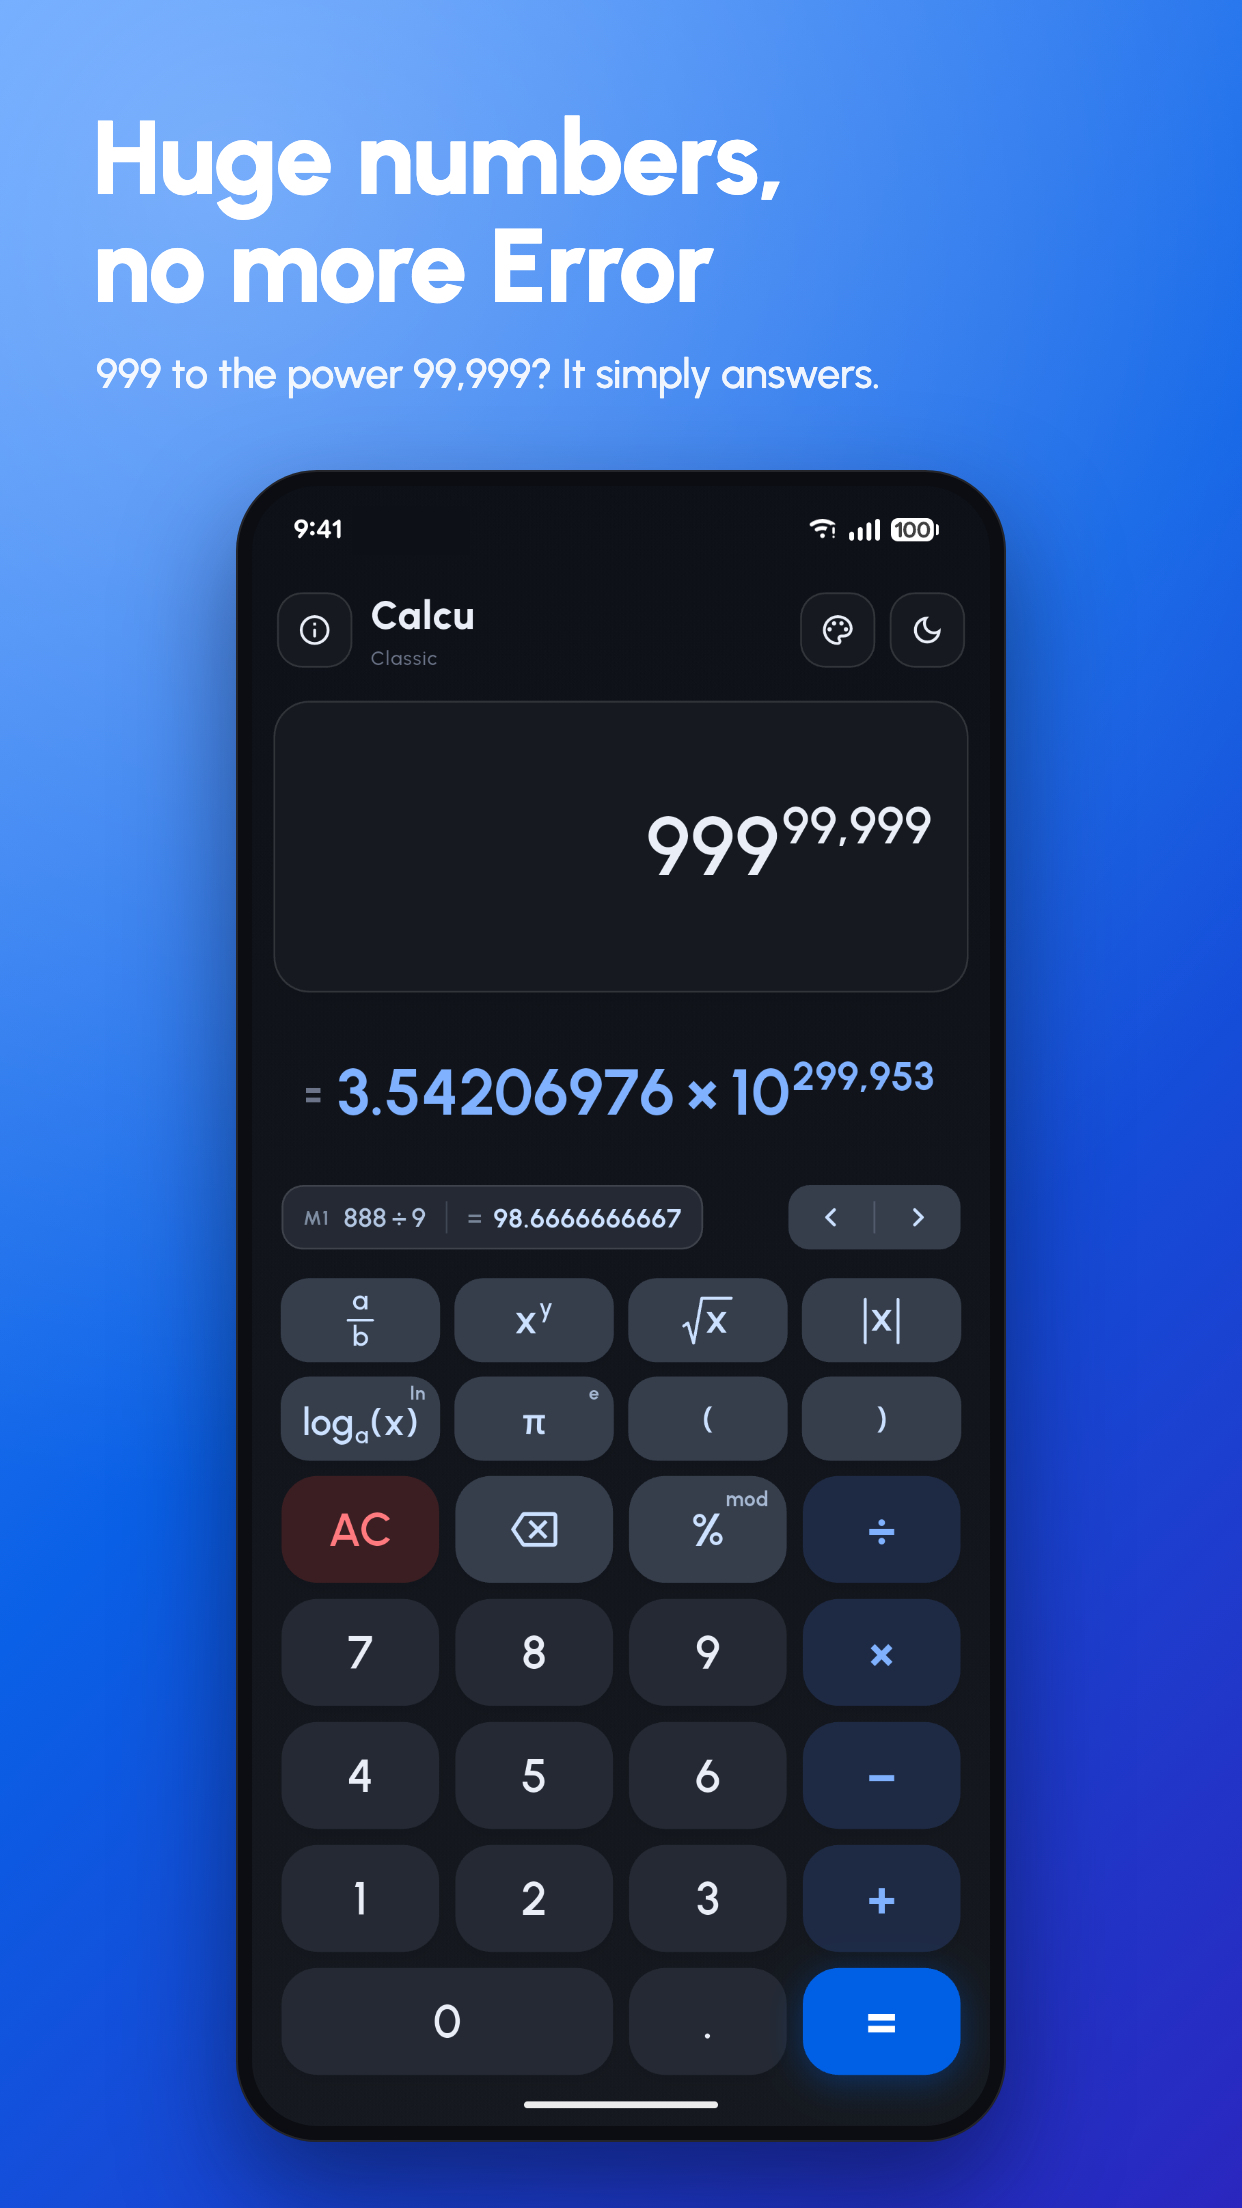 Huge numbers,
no more Error
999 to the power 99,999? It simply answers.
9:41
100
Calcu
Classic
999^99,999
= 3.54206976 × 10^299,953
M1 888 ÷ 9 = 98.6666666667
< >
a/b x^y √x |x|
log_a(x) ln π e ( )
AC % mod ÷
7 8 9 ×
4 5 6 −
1 2 3 +
0 . =